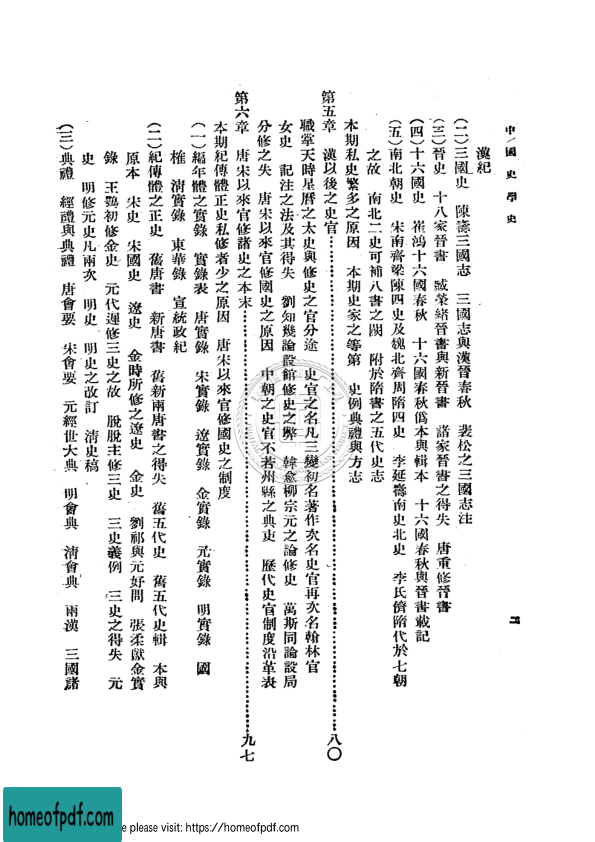 中國史學史
二
漢紀
(二)三國史　陳壽三國志　三國志與漢晉春秋　裴松之三國志注
(三)晉史　十八家晉書　臧榮緒晉書與新晉書　諸家晉書之得失　唐重修晉書
(四)十六國史　崔鴻十六國春秋　十六國春秋僞本與輯本　十六國春秋與晉書載記
(五)南北朝史　宋南齊梁陳四史及魏北齊周隋四史　李延壽南史北史　李氏儕隋代於七朝
之故　南北二史可補八書之闕　附於隋書之五代史志
本期私史繁多之原因　本期史家之等第　史例典禮與方志
第五章　漢以後之史官……八〇
職掌天時星曆之太史與修史之官分途　史官之名凡三變初名著作次名史官再次名翰林官
女史　記注之法及其得失　劉知幾論設館修史之弊　韓愈柳宗元之論修史　萬斯同論設局
分修之失　唐宋以來官修國史之原因　中朝之史官不若州縣之典吏　歷代史官制度沿革表
第六章　唐宋以來官修諸史之本末……九七
本期紀傳體正史私修者少之原因　唐宋以來官修國史之制度
(一)編年體之實錄　實錄表　唐實錄　宋實錄　遼實錄　金實錄　元實錄　明實錄　國
榷　清實錄　東華錄　宣統政紀
(二)紀傳體之正史　舊唐書　新唐書　舊新兩唐書之得失　舊五代史　舊五代史輯本與
原本　宋史　宋國史　遼史　金時所修之遼史　金史　劉祁與元好問　張柔獻金實
錄　王鶚初修金史　元代遲修三史之故　脫脫主修三史　三史義例　三史之得失　元
史　明修元史凡兩次　明史　明史之改訂　清史稿
(三)典禮　經禮與典禮　唐會要　宋會要　元經世大典　明會典　清會典　兩漢　三國諸
homeofpdf.com
e please visit: https://homeofpdf.com